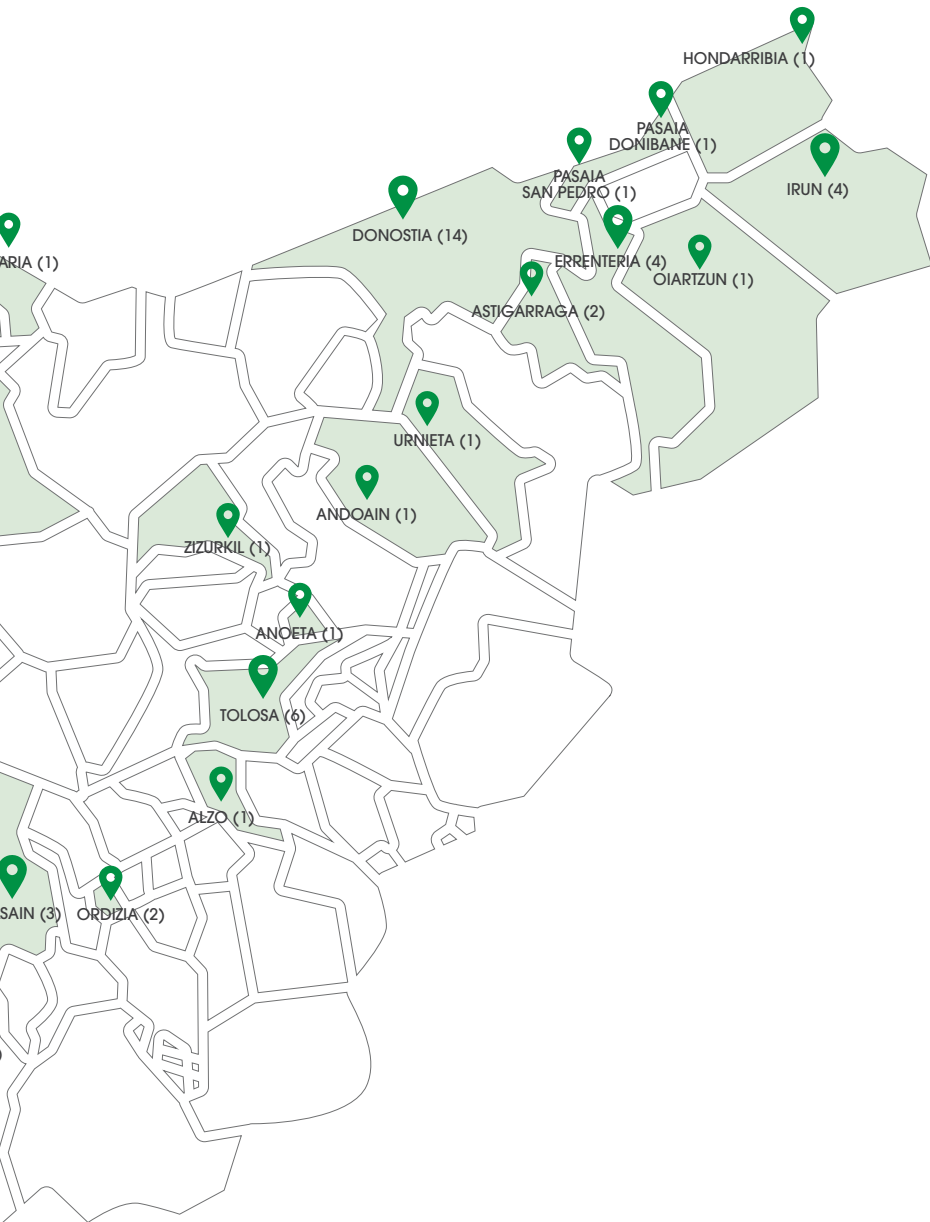 HONDARRIBIA (1)
PASAIA
DONIBANE (1)
PASAIA
SAN PEDRO (1)
IRUN (4)
DONOSTIA (14)
ARIA (1)
ERRENTERIA (4)
OIARTZUN (1)
ASTIGARRAGA (2)
URNIETA (1)
ANDOAIN (1)
ZIZURKIL (1)
ANOETA (1)
TOLOSA (6)
ALZO (1)
SAIN (3)
ORDIZIA (2)
)